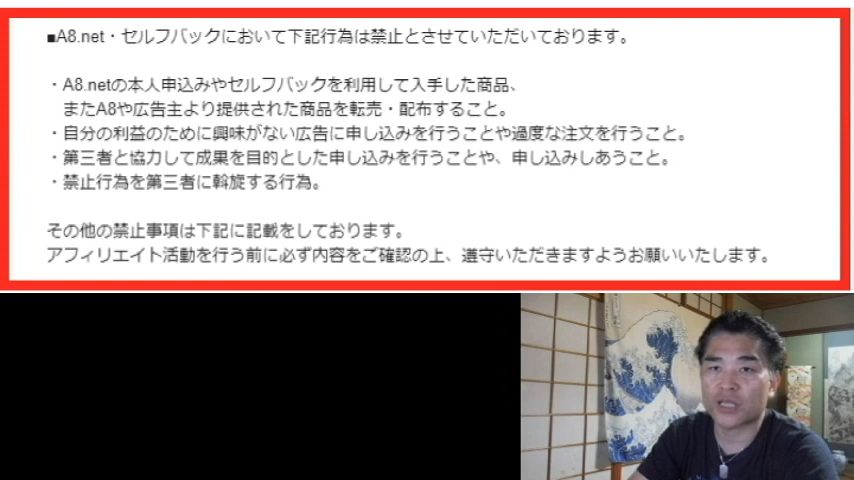 ■A8.net・セルフバックにおいて下記行為は禁止とさせていただいております。
・A8.netの本人申込みやセルフバックを利用して入手した商品、
またA8や広告主より提供された商品を転売・配布すること。
・自分の利益のために興味がない広告に申し込みを行うことや過度な注文を行うこと。
・第三者と協力して成果を目的とした申し込みを行うことや、申し込みしあうこと。
・禁止行為を第三者に斡旋する行為。
その他の禁止事項は下記に記載をしております。
アフィリエイト活動を行う前に必ず内容をご確認の上、遵守いただきますようお願いいたします。